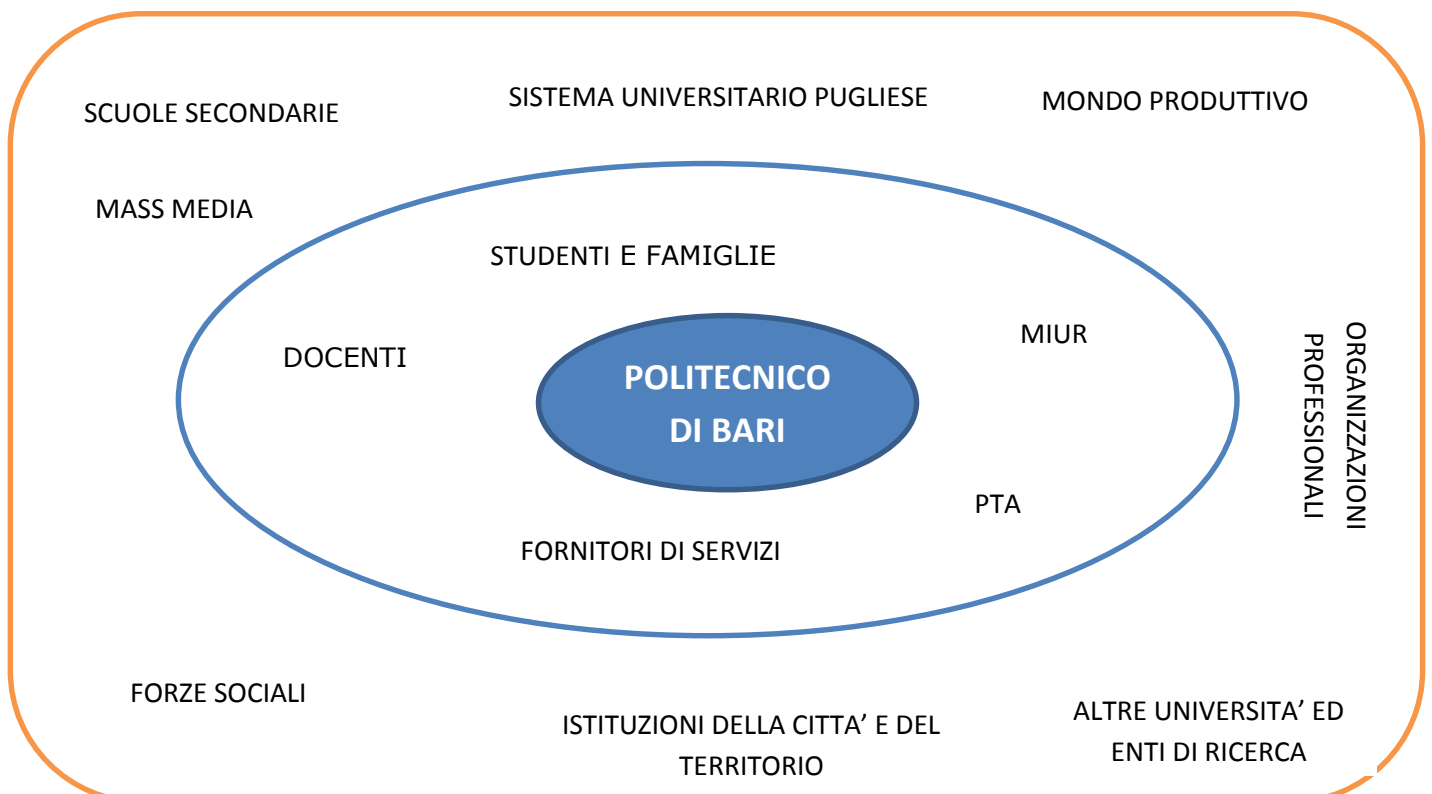 SCUOLE SECONDARIE
SISTEMA UNIVERSITARIO PUGLIESE
MONDO PRODUTTIVO
MASS MEDIA
STUDENTI E FAMIGLIE
DOCENTI
MIUR
POLITECNICO
DI BARI
ORGANIZZAZIONI
PROFESSIONALI
PTA
FORNITORI DI SERVIZI
FORZE SOCIALI
ISTITUZIONI DELLA CITTA’ E DEL
TERRITORIO
ALTRE UNIVERSITA’ ED
ENTI DI RICERCA